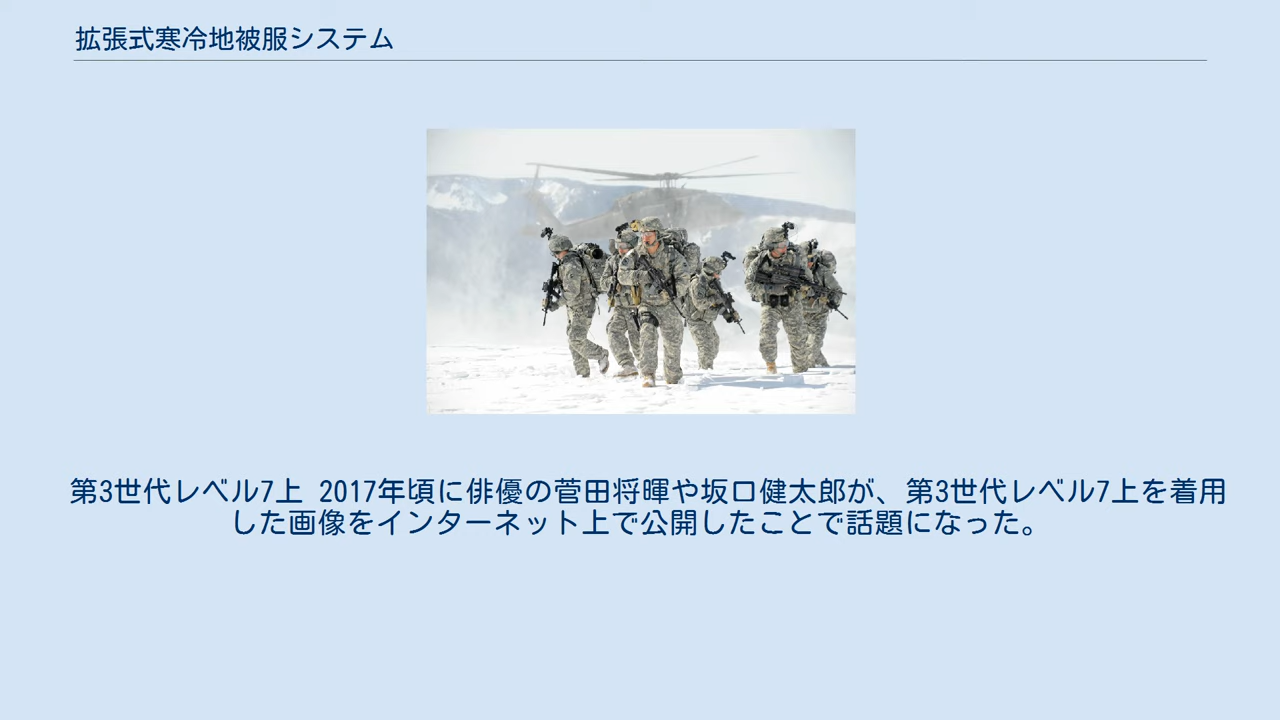 拡張式寒冷地被服システム
第3世代レベル7上 2017年頃に俳優の菅田将暉や坂口健太郎が、第3世代レベル7上を着用
した画像をインターネット上で公開したことで話題になった。